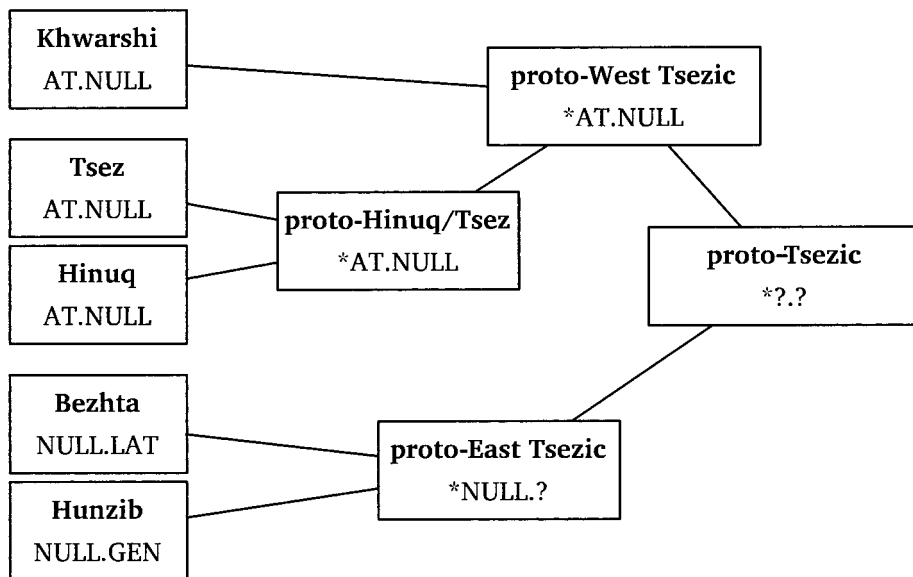 Khwarshi
AT.NULL
proto-West Tsezic
*AT.NULL
Tsez
AT.NULL
proto-Hinuq/Tsez
*AT.NULL
Hinuq
AT.NULL
proto-Tsezic
*?.?
Bezhta
NULL.LAT
proto-East Tsezic
*NULL.?
Hunzib
NULL.GEN